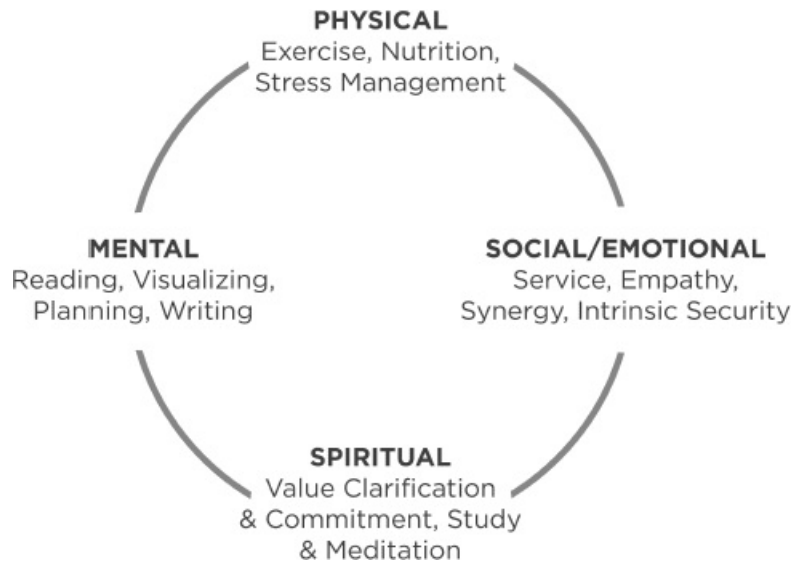 PHYSICAL
Exercise, Nutrition,
Stress Management
MENTAL
Reading, Visualizing,
Planning, Writing
SOCIAL/EMOTIONAL
Service, Empathy,
Synergy, Intrinsic Security
SPIRITUAL
Value Clarification
& Commitment, Study
& Meditation